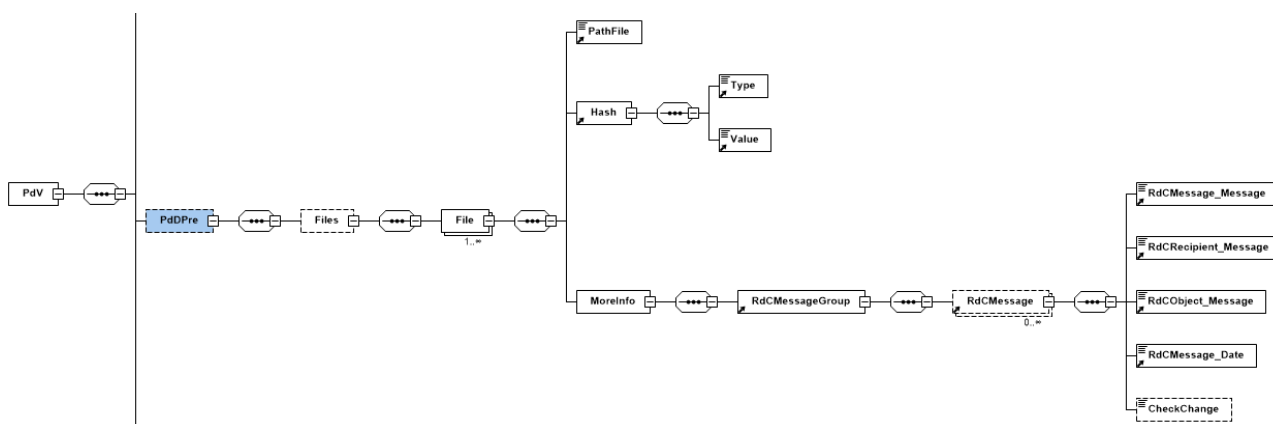 PathFile
Type
Hash
Value
PdV
PdDPre
Files
File
1..∞
RdCMessage_Message
RdCRecipient_Message
MoreInfo
RdCMessageGroup
RdCMessage
0..∞
RdCObject_Message
RdCMessage_Date
CheckChange